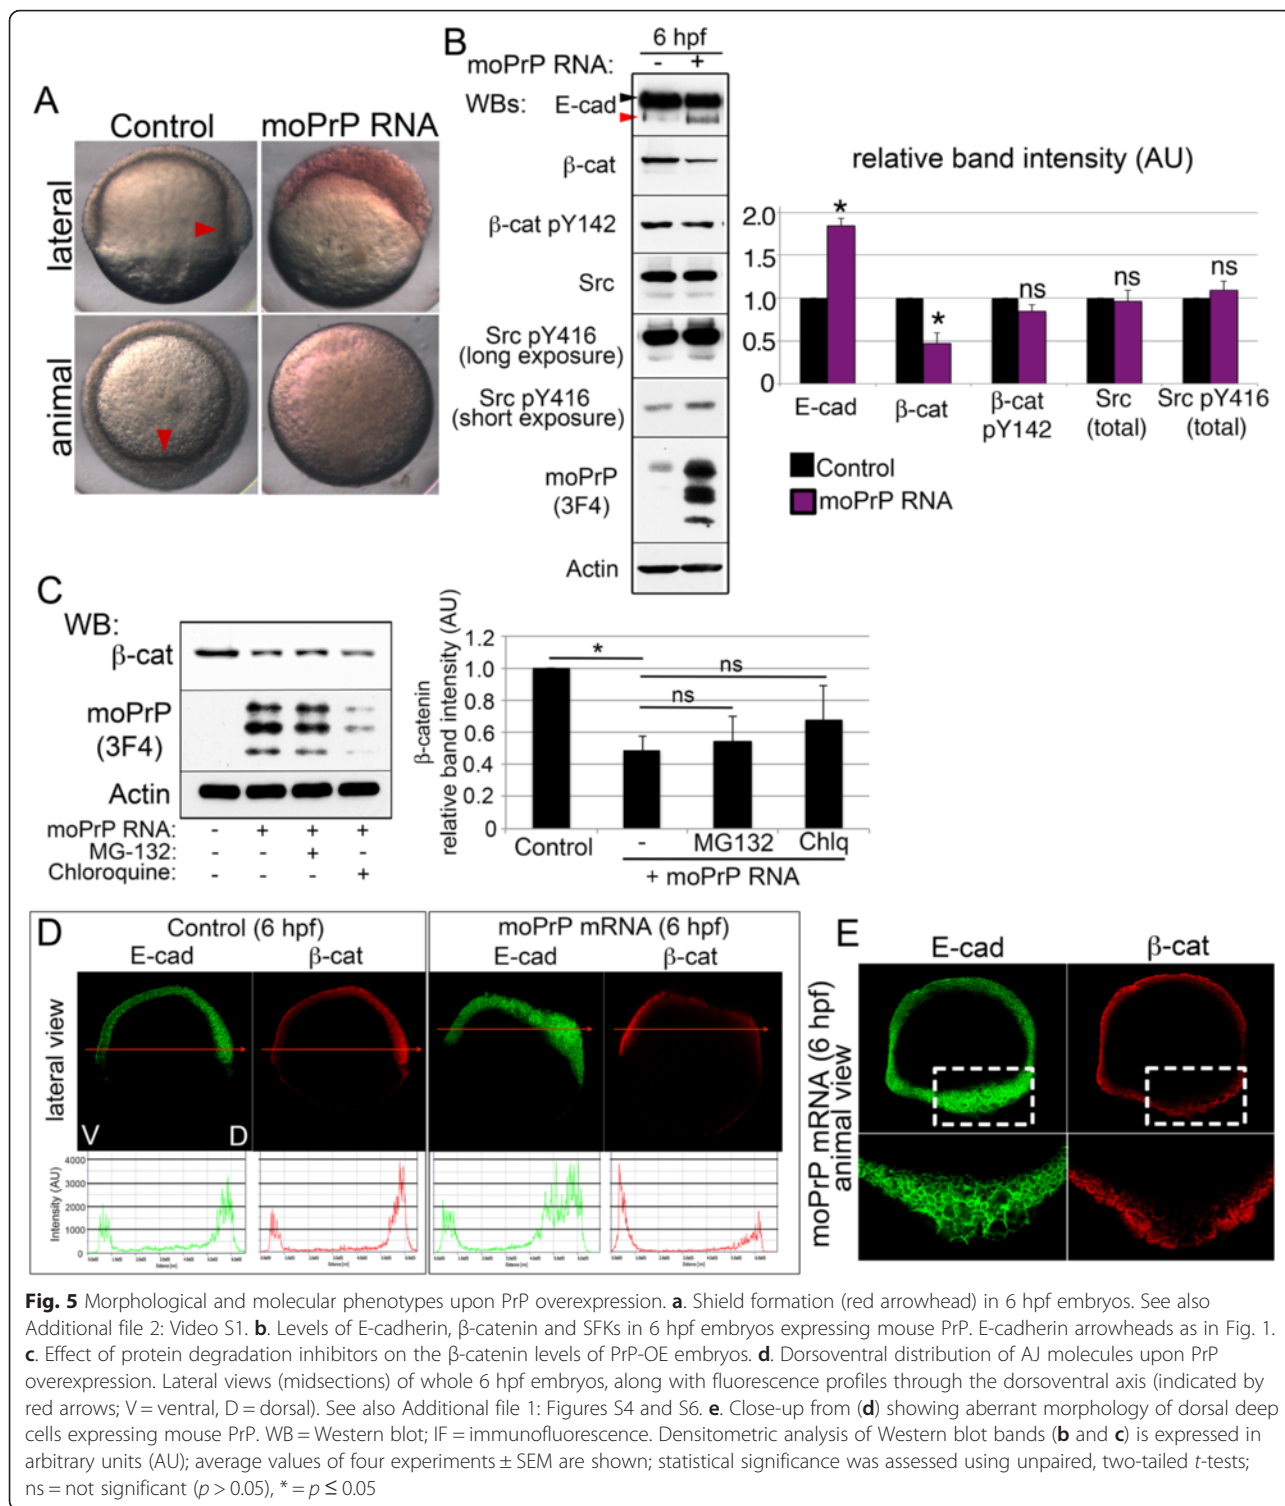 A
Control
moPrP RNA
lateral
animal
B
6 hpf
moPrP RNA: - +
WBs: E-cad
β-cat
β-cat pY142
Src
Src pY416
(long exposure)
Src pY416
(short exposure)
moPrP
(3F4)
Actin
relative band intensity (AU)
2.0
1.5
1.0
0.5
0
*
*
ns
ns
ns
E-cad
β-cat
β-cat
pY142
Src
(total)
Src pY416
(total)
Control
moPrP RNA
C
WB:
β-cat
moPrP
(3F4)
Actin
moPrP RNA: - + + +
MG-132: - - + -
Chloroquine: - - - +
β-catenin
relative band intensity (AU)
1.2
1.0
0.8
0.6
0.4
0.2
0
*
ns
ns
Control
-
MG132
Chlq
+ moPrP RNA
D
Control (6 hpf)
moPrP mRNA (6 hpf)
E-cad
β-cat
E-cad
β-cat
lateral view
V
D
Intensity (AU)
4000
3000
2000
1000
0
E
E-cad
β-cat
moPrP mRNA (6 hpf)
animal view
Fig. 5 Morphological and molecular phenotypes upon PrP overexpression. a. Shield formation (red arrowhead) in 6 hpf embryos. See also
Additional file 2: Video S1. b. Levels of E-cadherin, β-catenin and SFKs in 6 hpf embryos expressing mouse PrP. E-cadherin arrowheads as in Fig. 1.
c. Effect of protein degradation inhibitors on the β-catenin levels of PrP-OE embryos. d. Dorsoventral distribution of AJ molecules upon PrP
overexpression. Lateral views (midsections) of whole 6 hpf embryos, along with fluorescence profiles through the dorsoventral axis (indicated by
red arrows; V = ventral, D = dorsal). See also Additional file 1: Figures S4 and S6. e. Close-up from (d) showing aberrant morphology of dorsal deep
cells expressing mouse PrP. WB = Western blot; IF = immunofluorescence. Densitometric analysis of Western blot bands (b and c) is expressed in
arbitrary units (AU); average values of four experiments ± SEM are shown; statistical significance was assessed using unpaired, two-tailed t-tests;
ns = not significant (p > 0.05), * = p ≤ 0.05